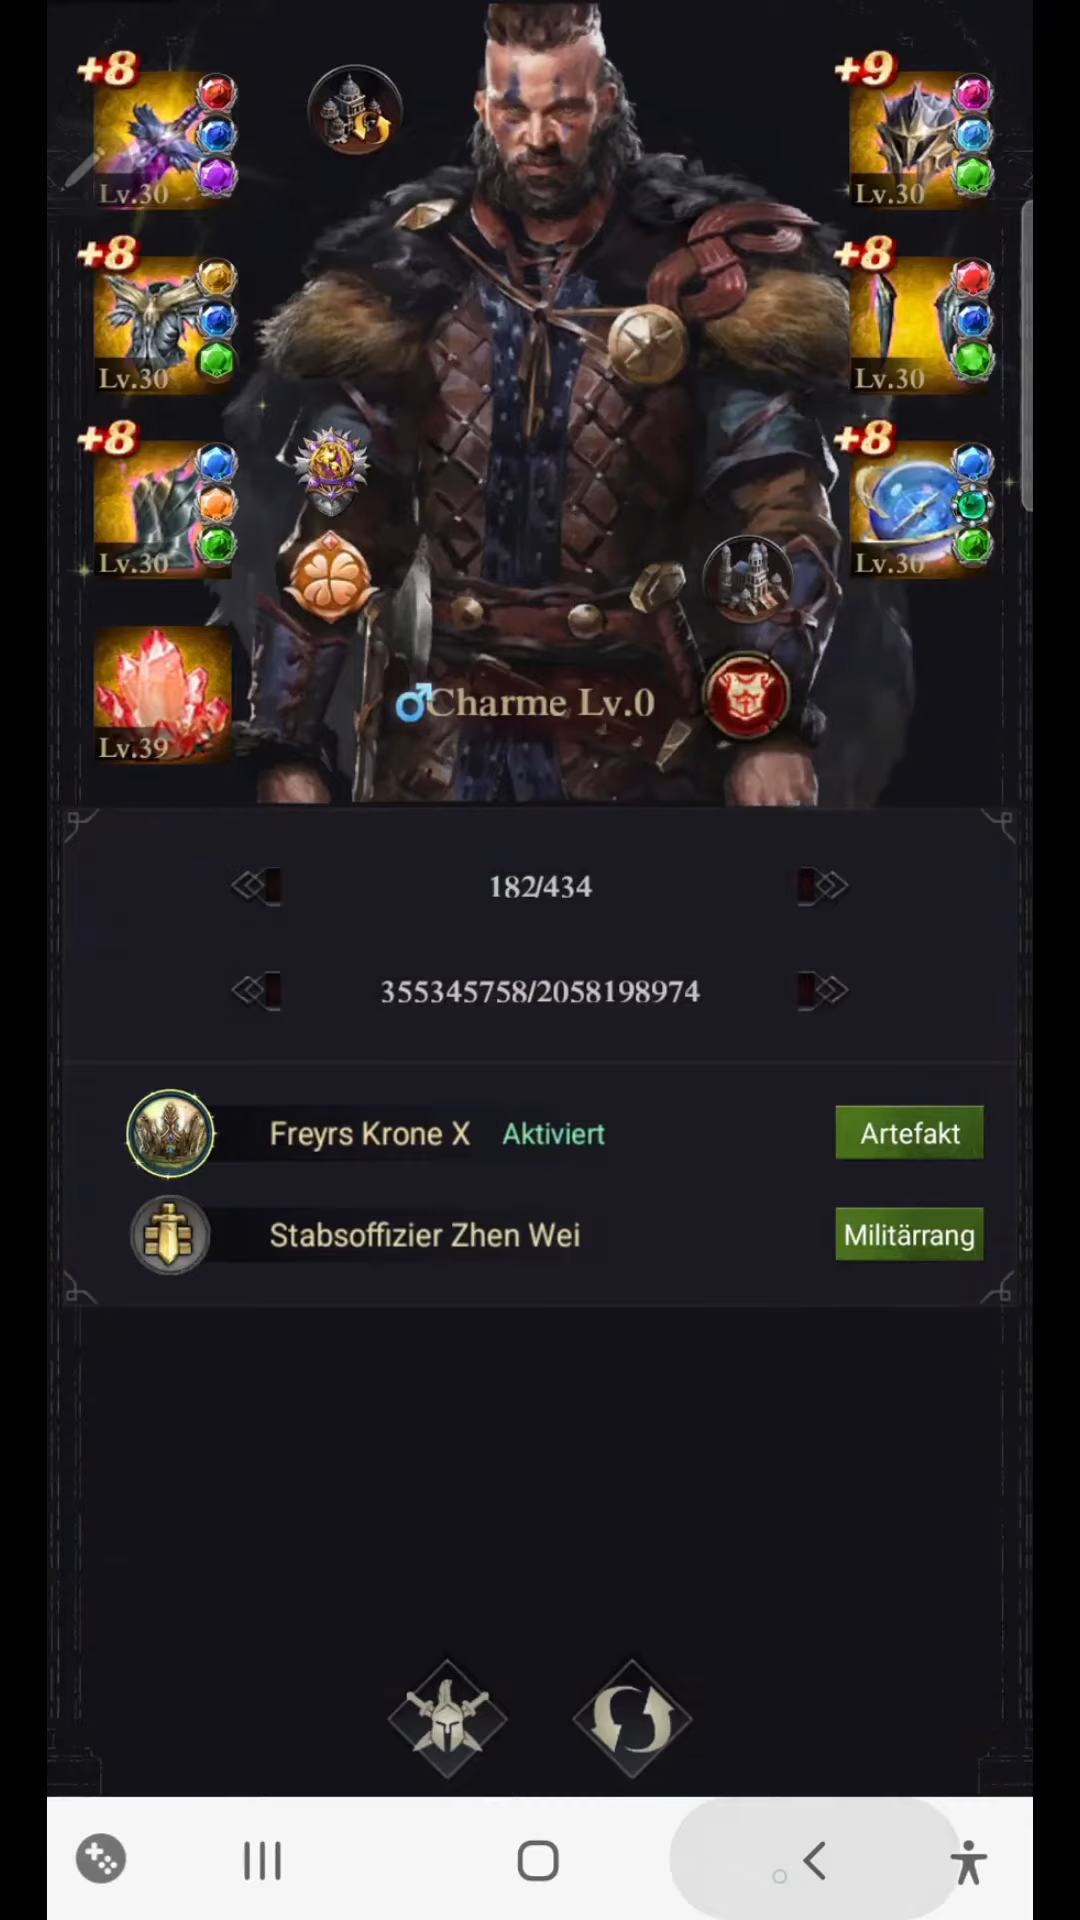 +8
Lv.30
+9
Lv.30
+8
Lv.30
+8
Lv.30
+8
Lv.30
+8
Lv.30
Lv.39
Charme Lv.0
182/434
355345758/2058198974
Freyrs Krone X Aktiviert
Artefakt
Stabsoffizier Zhen Wei
Militärrang